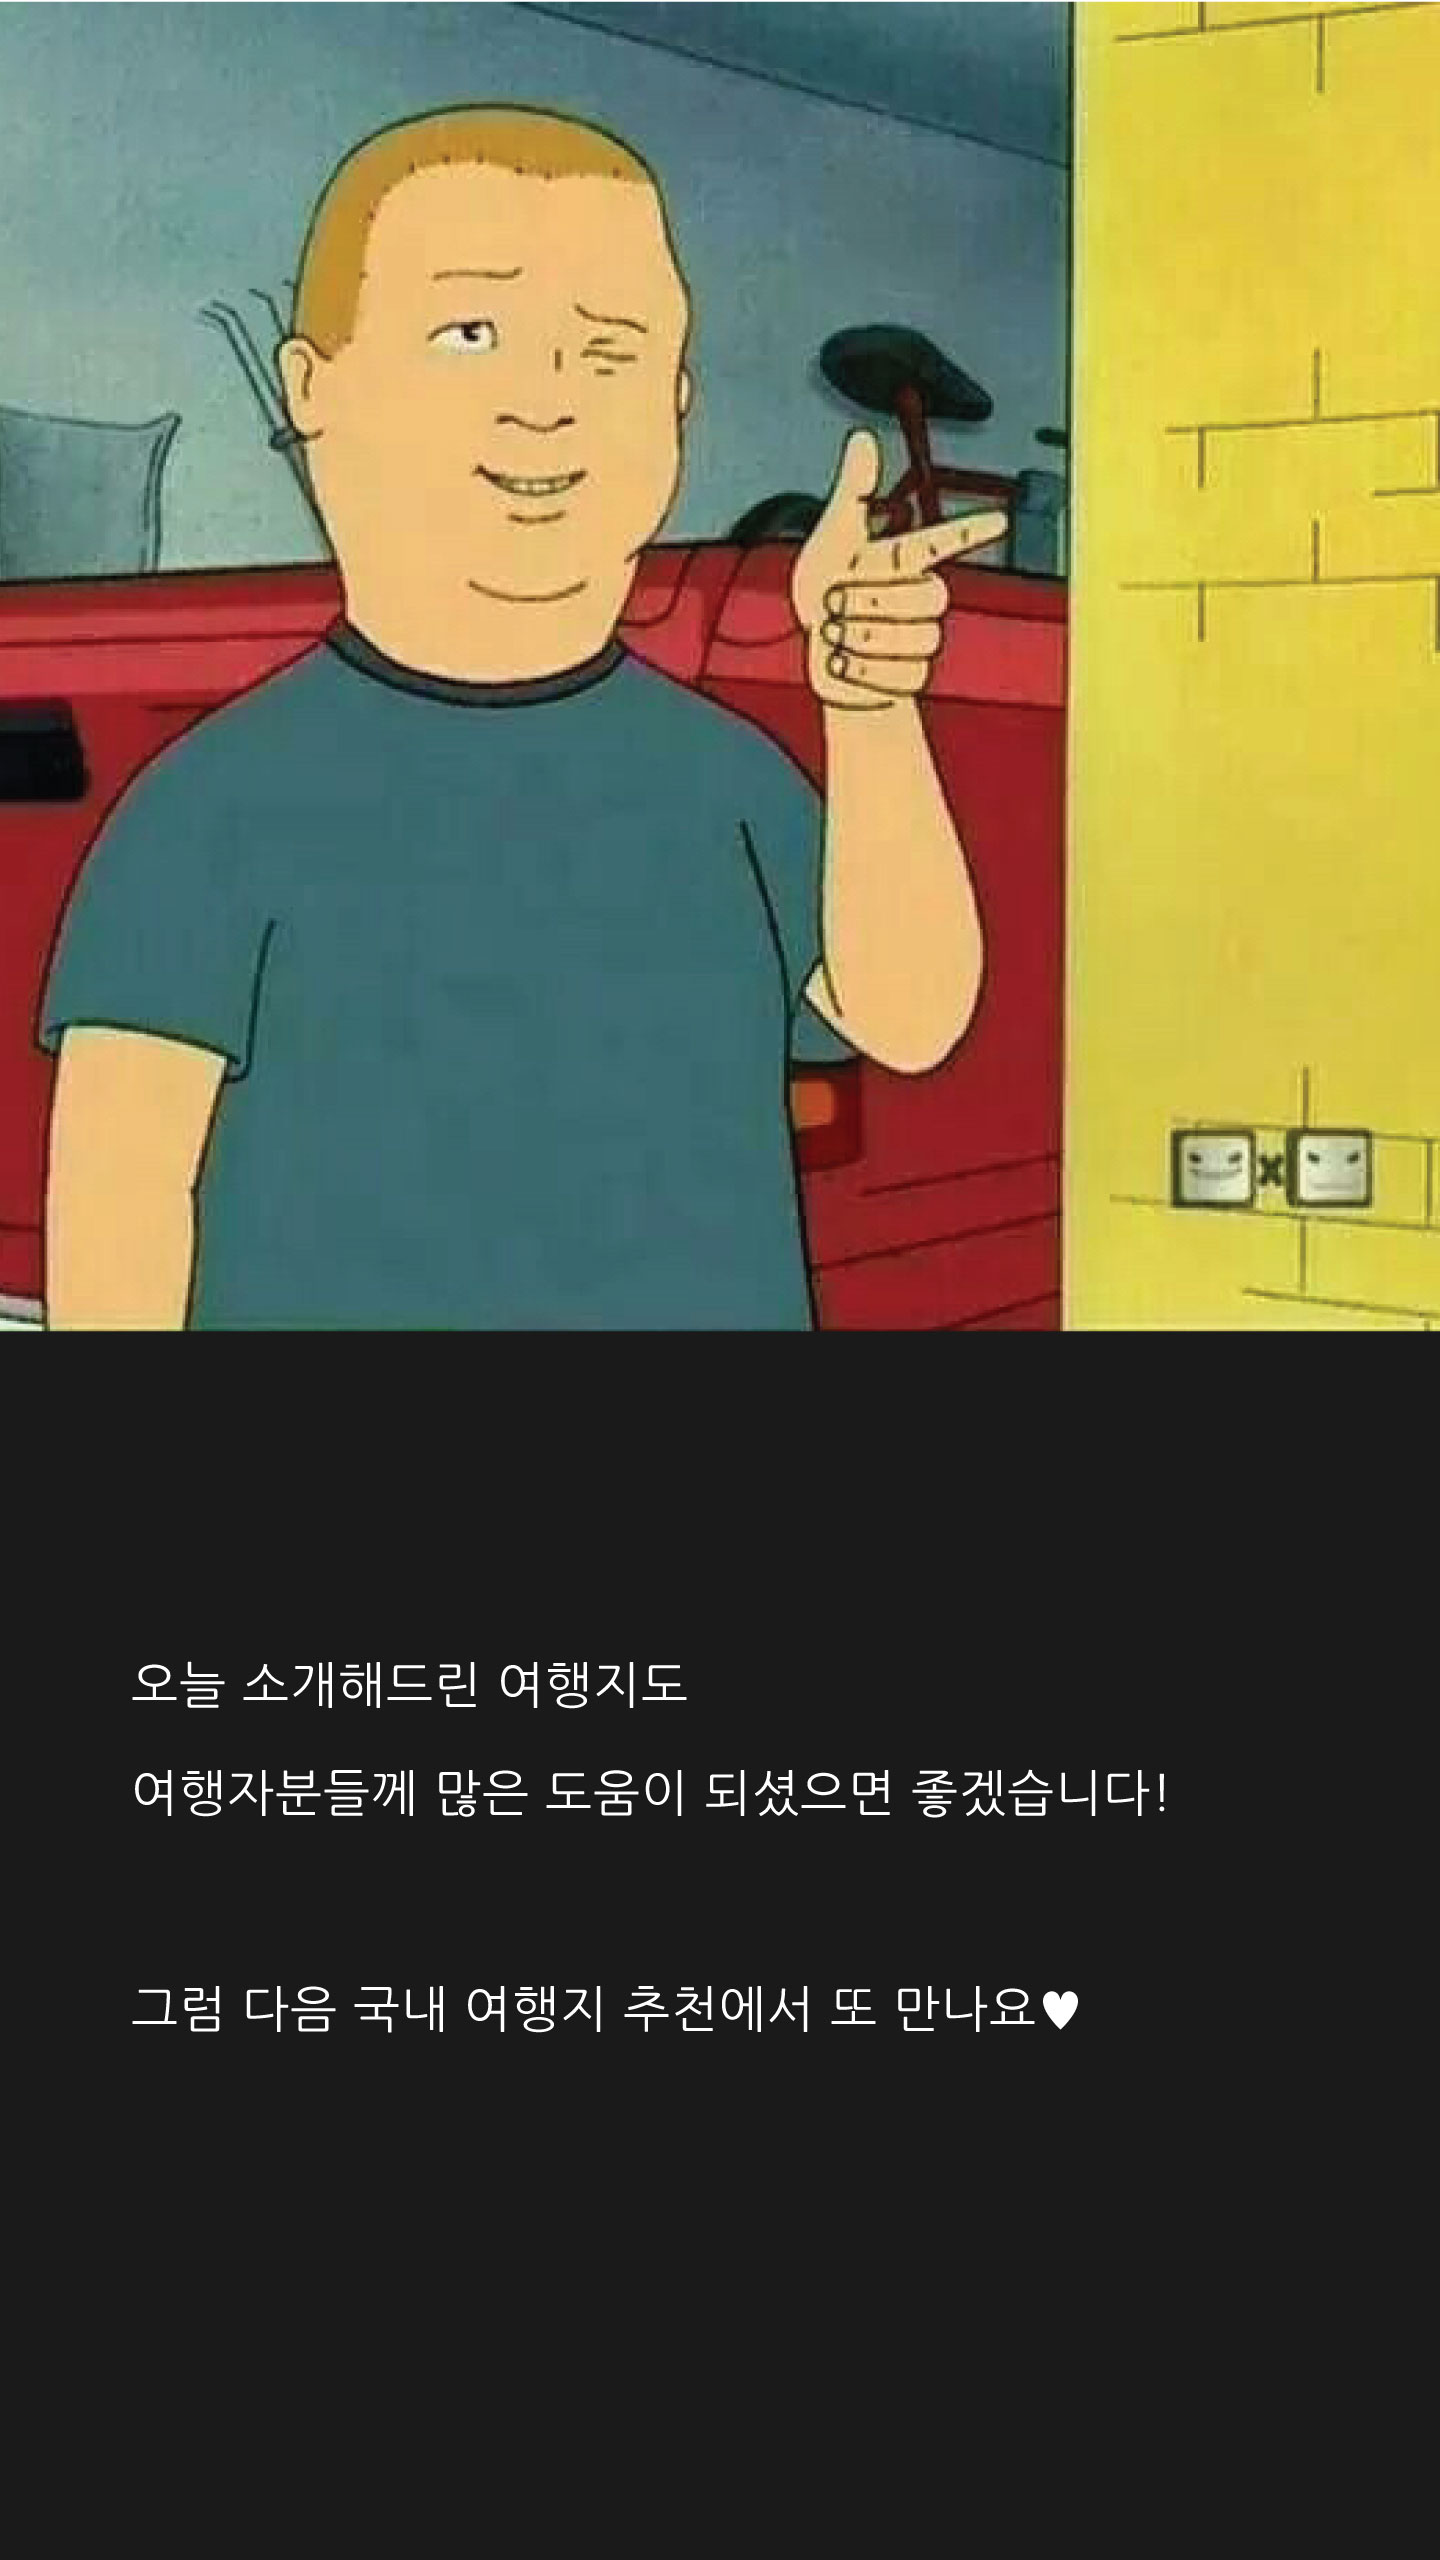 오늘 소개해드린 여행지도
여행자분들께 많은 도움이 되셨으면 좋겠습니다!
그럼 다음 국내 여행지 추천에서 또 만나요♥